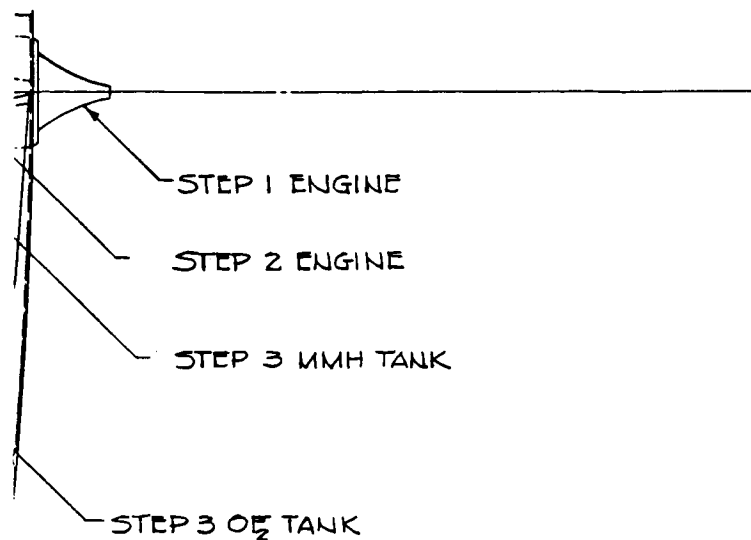 STEP 1 ENGINE
STEP 2 ENGINE
STEP 3 MMH TANK
STEP 3 OF2 TANK